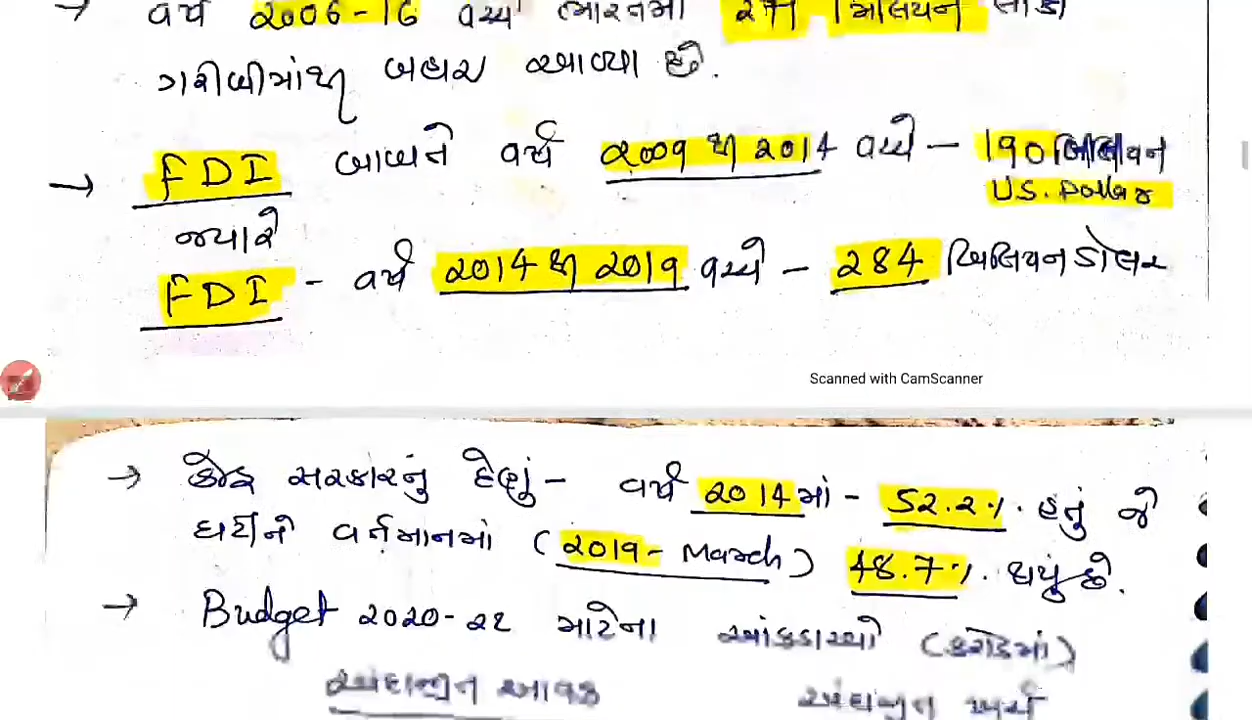 → વર્ષ 2006-16 વચ્ચે ભારતમાં 271 મિલિયન લોકો
ગરીબીમાંથી બહાર આવ્યા છે.
→ FDI બાબતે વર્ષ 2009 થી 2014 વચ્ચે – 190 બિલિયન
U.S. Dollar
જ્યારે
FDI - વર્ષ 2014 થી 2019 વચ્ચે – 284 બિલિયન ડોલર
Scanned with CamScanner
→ કેન્દ્ર સરકારનું દેણું – વર્ષ 2014માં – 52.2%. હતું જે
ઘટીને વર્તમાનમાં (2019 - March) 48.7%. થયું છે.
→ Budget 2020-21 માટેના આંકડાઓ (કરોડમાં)
અંદાજીત આવક અંદાજીત ખર્ચ